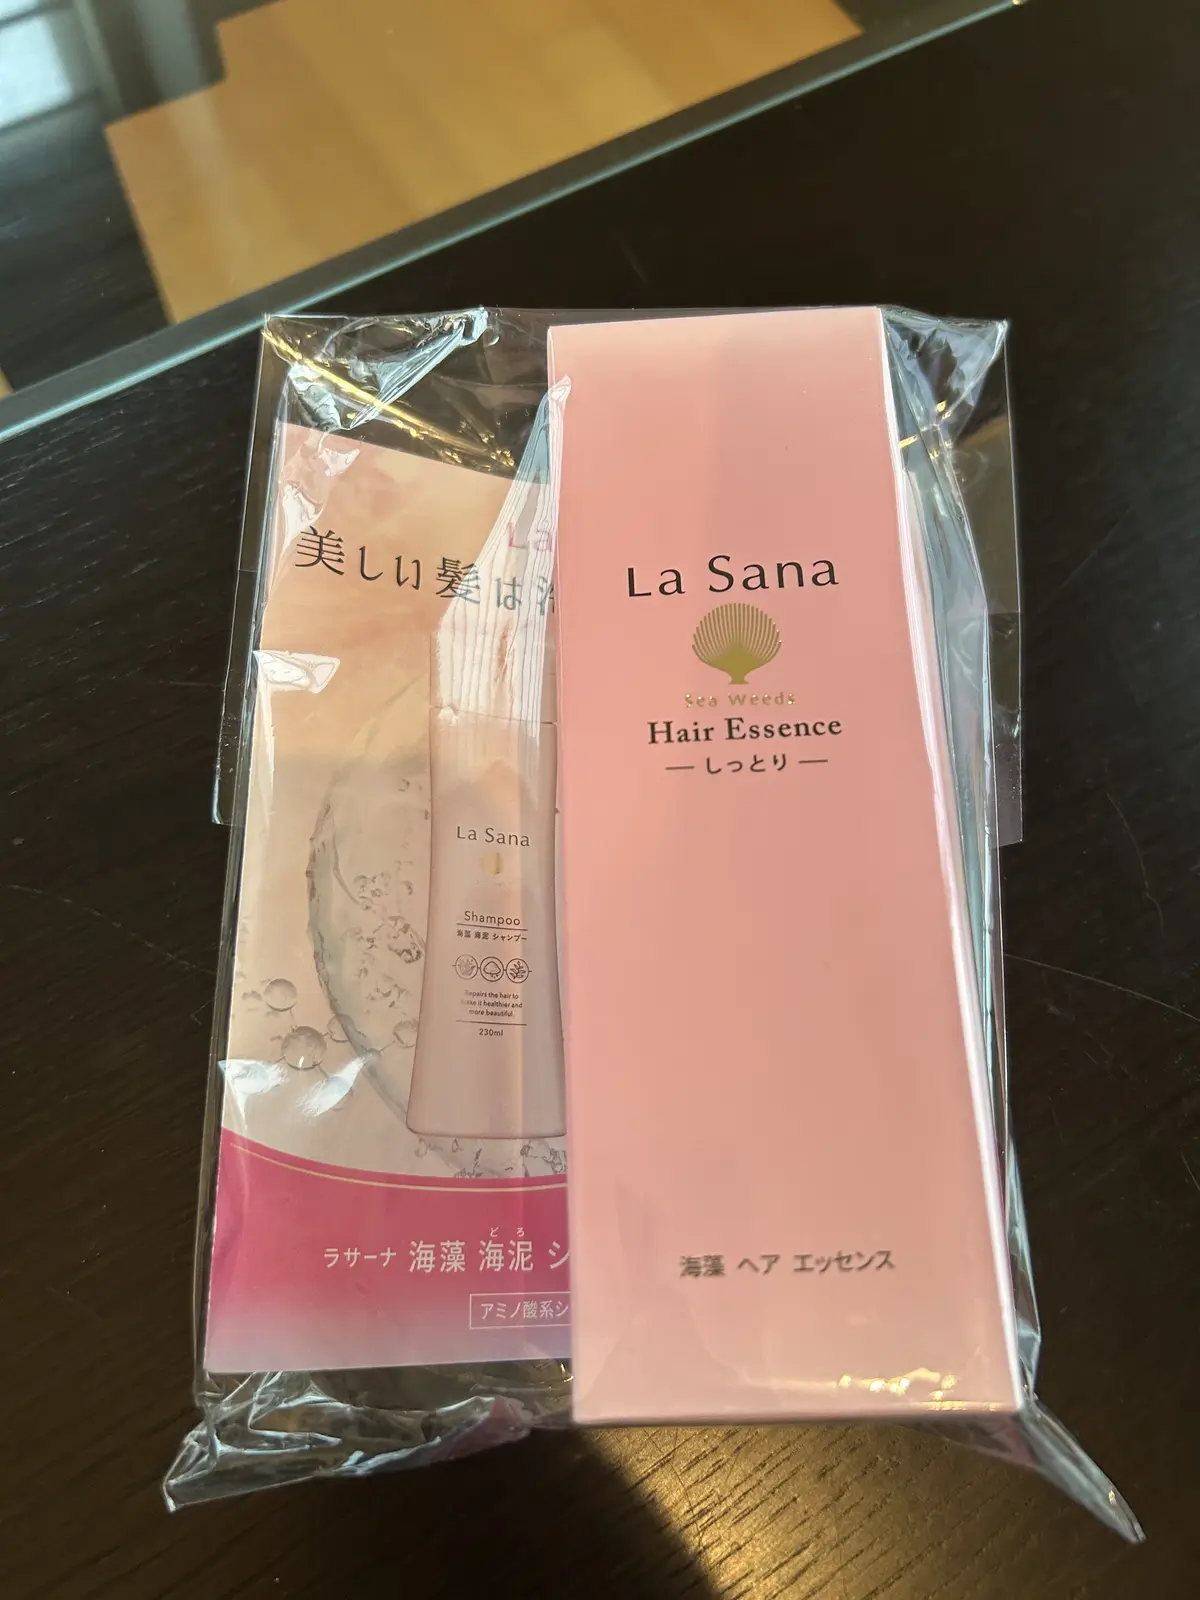 美しい髪は
La
La Sana
Shampoo
海藻 海泥 シャンプー
Repairs the hair to
make it healthier and
more beautiful.
230ml
どろ
ラサーナ 海藻 海泥 シ
アミノ酸系シ
La Sana
Sea Weeds
Hair Essence
— しっとり —
海藻 ヘア エッセンス